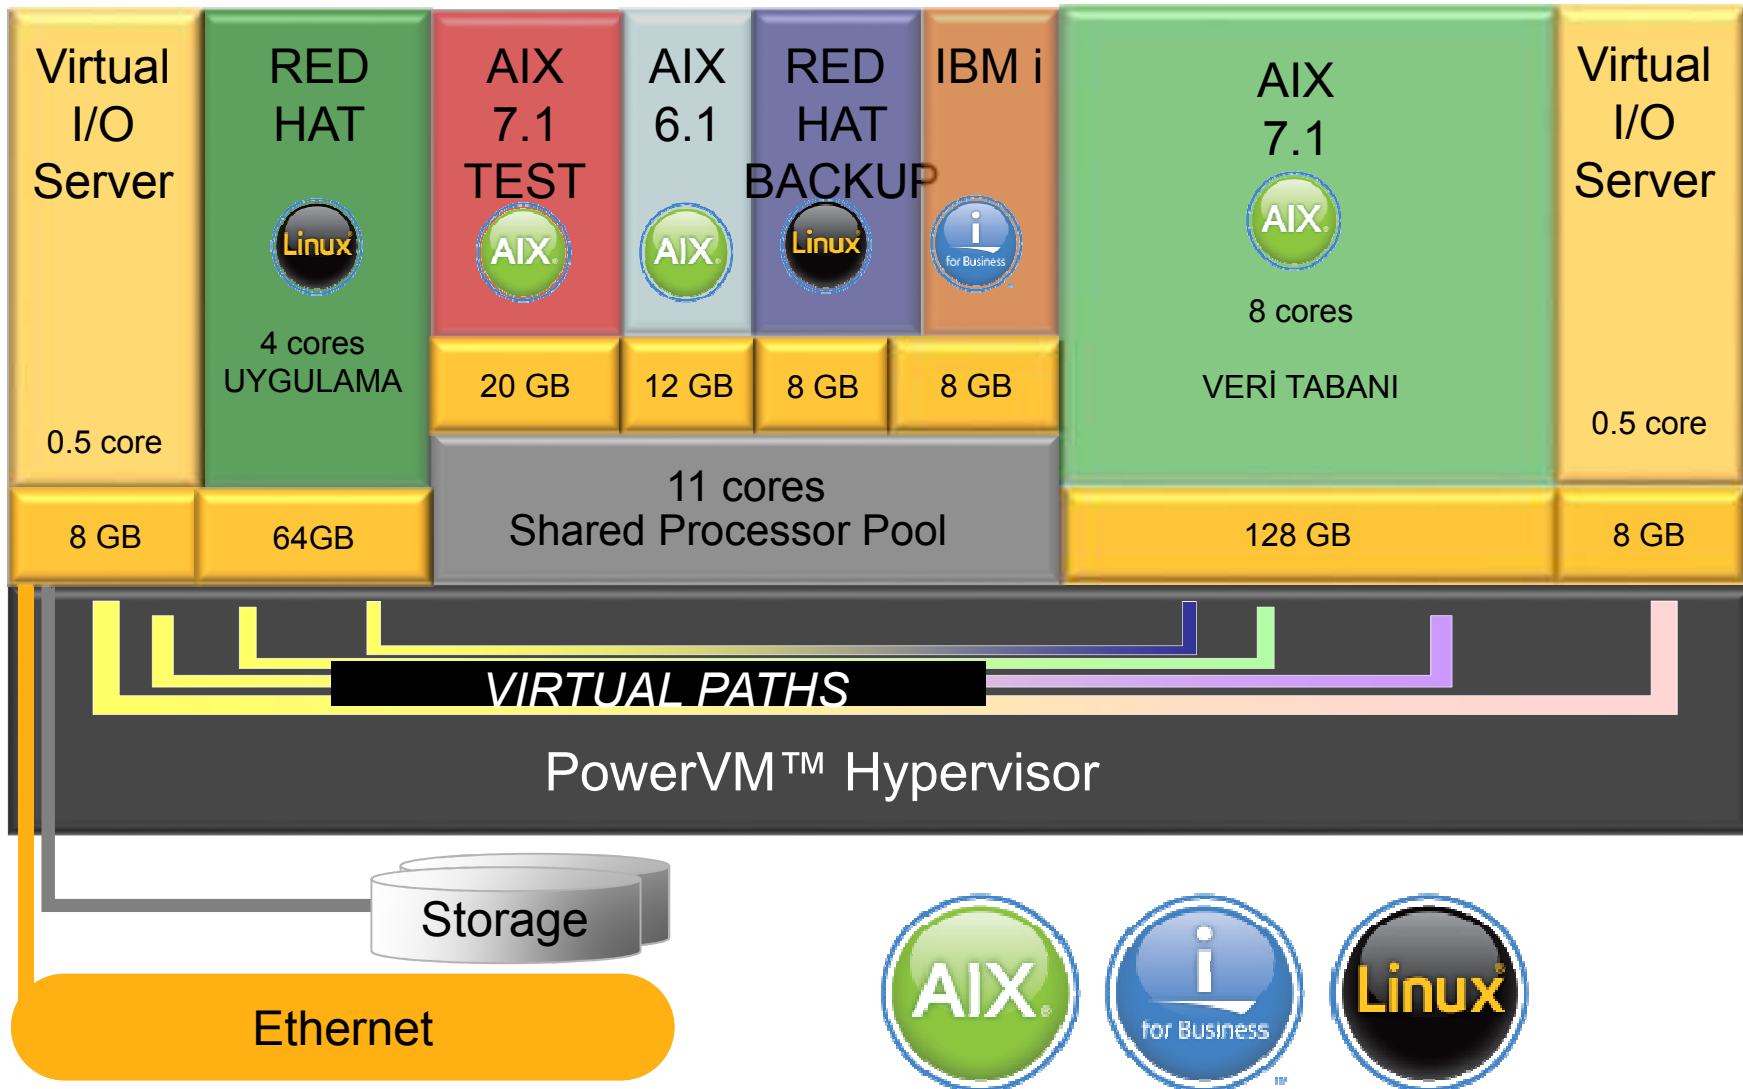 Virtual
I/O
Server
0.5 core
8 GB
RED
HAT
Linux
4 cores
UYGULAMA
64GB
AIX
7.1
TEST
AIX
20 GB
AIX
6.1
AIX
12 GB
RED
HAT
BACKUP
Linux
8 GB
IBM i
i
for Business
8 GB
11 cores
Shared Processor Pool
AIX
7.1
AIX
8 cores
VERİ TABANI
128 GB
Virtual
I/O
Server
0.5 core
8 GB
VIRTUAL PATHS
PowerVM™ Hypervisor
Storage
Ethernet
AIX®
i
for Business
™
Linux®